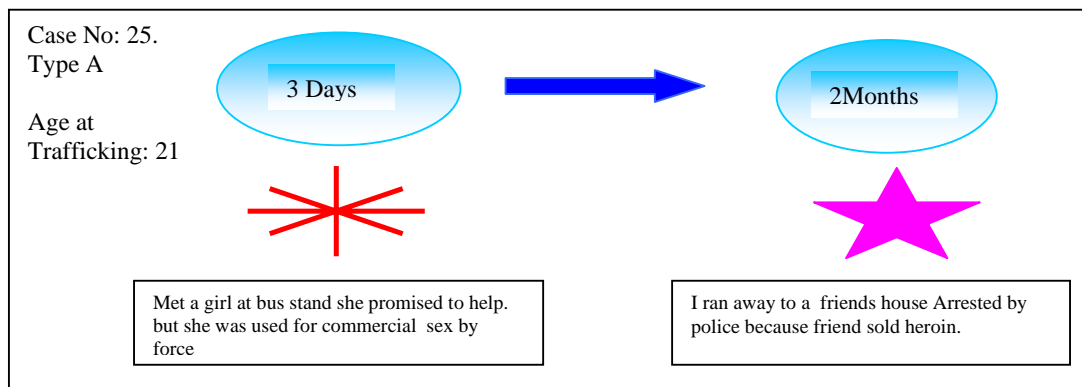 Case No: 25.
Type A
Age at
Trafficking: 21
3 Days
2Months
Met a girl at bus stand she promised to help.
but she was used for commercial  sex by
force
I ran away to a  friends house Arrested by
police because friend sold heroin.